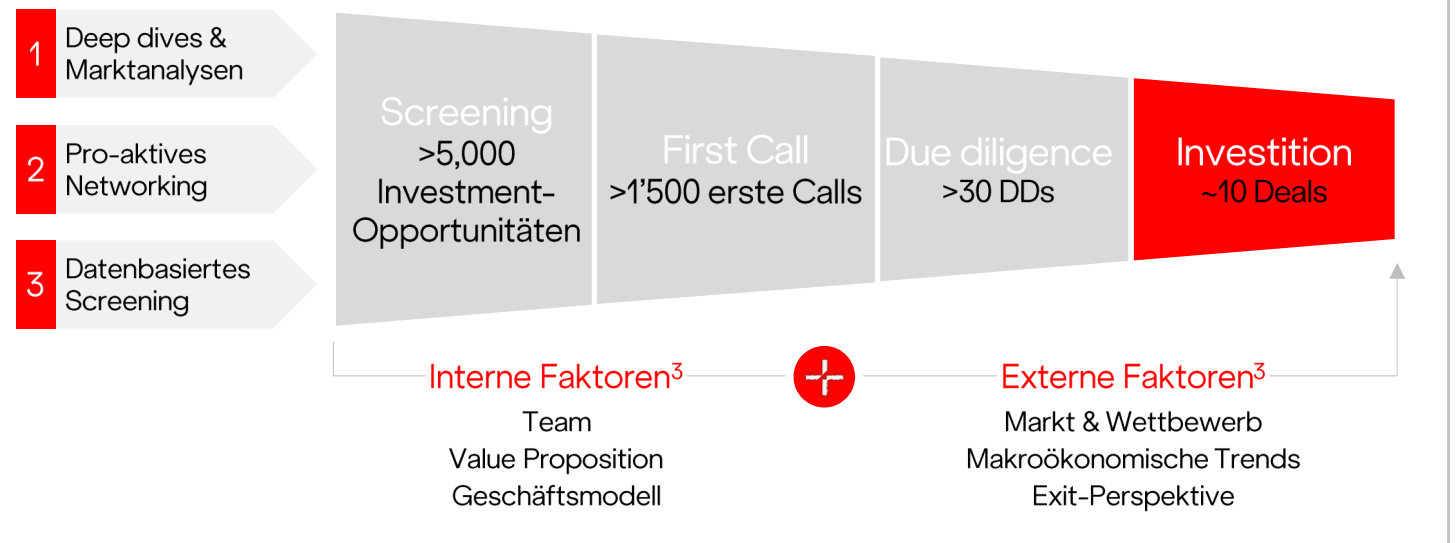 1
Deep dives &
Marktanalysen
2
Pro-aktives
Networking
3
Datenbasiertes
Screening
Screening
>5,000
Investment-
Opportunitäten
First Call
>1’500 erste Calls
Due diligence
>30 DDs
Investition
~10 Deals
Interne Faktoren³
Team
Value Proposition
Geschäftsmodell
Externe Faktoren³
Markt & Wettbewerb
Makroökonomische Trends
Exit-Perspektive